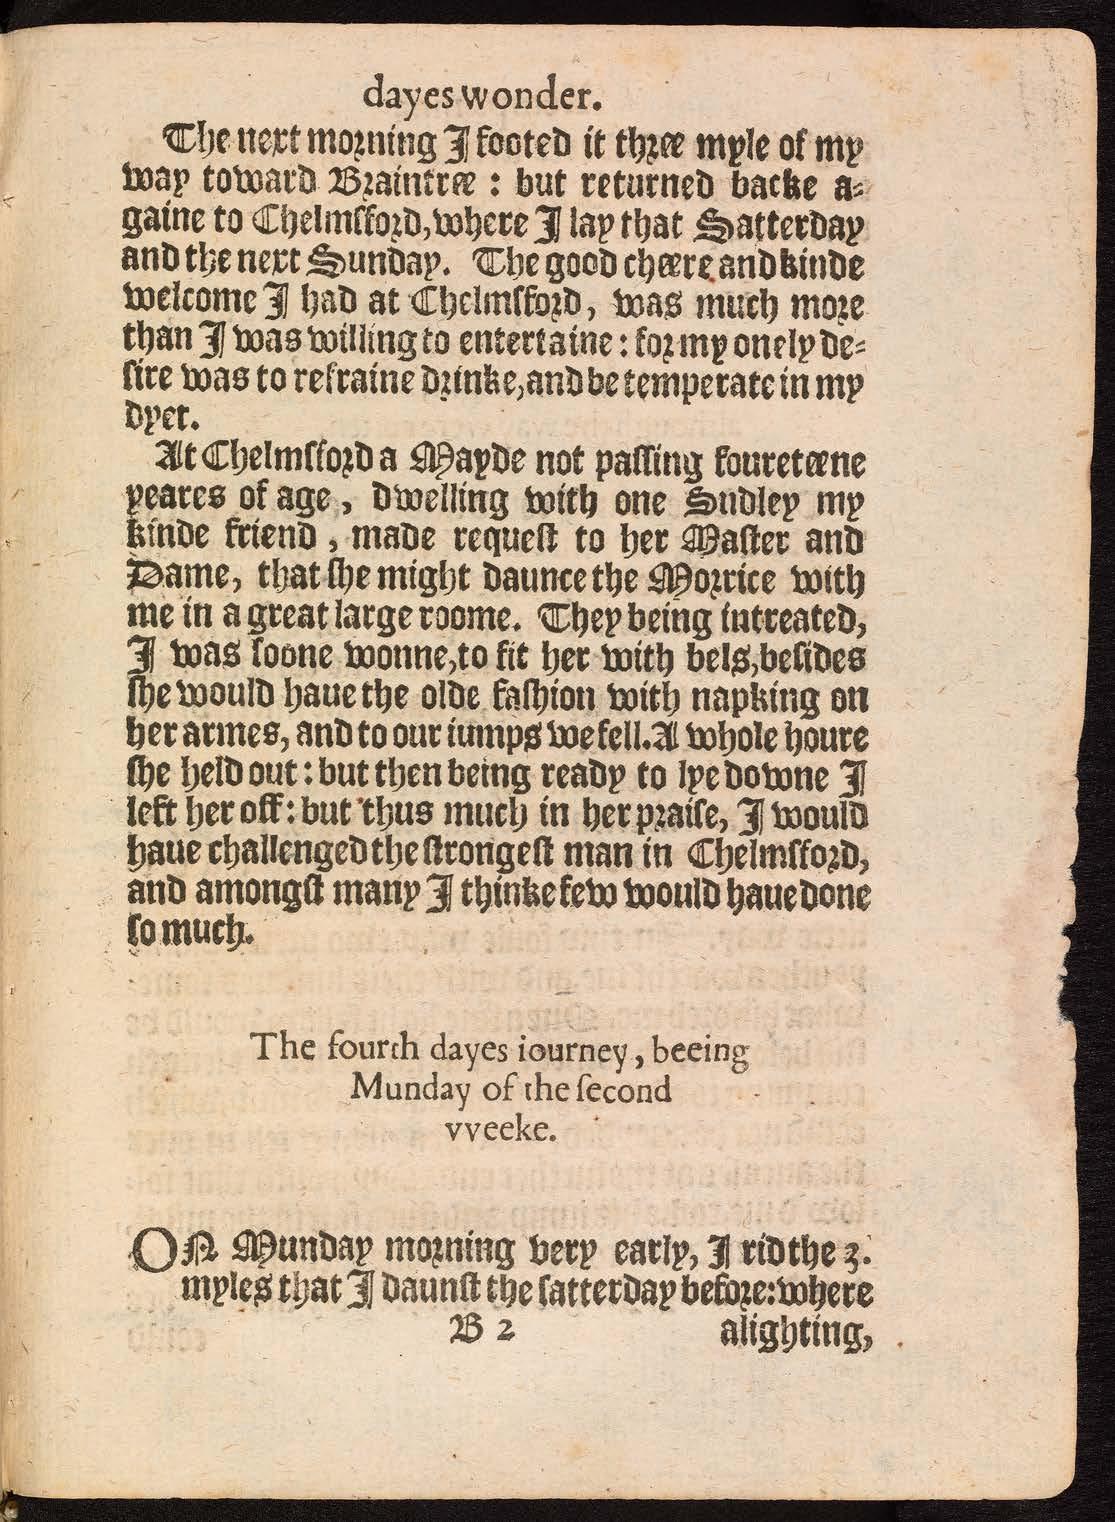 dayes wonder.
The next morning I footed it three myle of my
way toward Braintree : but returned backe a-
gaine to Chelmſford, where I lay that Satterday
and the next Sunday. The good cheere and kinde
welcome I had at Chelmſford, was much more
than I was willing to entertaine : for my onely de-
ſire was to refraine drinke, and be temperate in my
dyet.
At Chelmſford a Mayde not paſſing foureteene
yeares of age, dwelling with one Sudley my
kinde friend, made requeſt to her Maſter and
Dame, that ſhe might daunce the Morrice with
me in a great large roome. They being intreated,
I was ſoone wonne, to fit her with bels, beſides
ſhe would haue the olde faſhion with napking on
her armes, and to our iumps we fell. A whole houre
ſhe held out : but then being ready to lye downe I
left her off : but thus much in her praiſe, I would
haue challenged the ſtrongeſt man in Chelmſford,
and amongſt many I thinke few would haue done
ſo much.
The fourth dayes iourney, beeing
Munday of the ſecond
vveeke.
ON Munday morning very early, I rid the 3.
myles that I daunſt the ſatterday before: where
B 2 alighting,